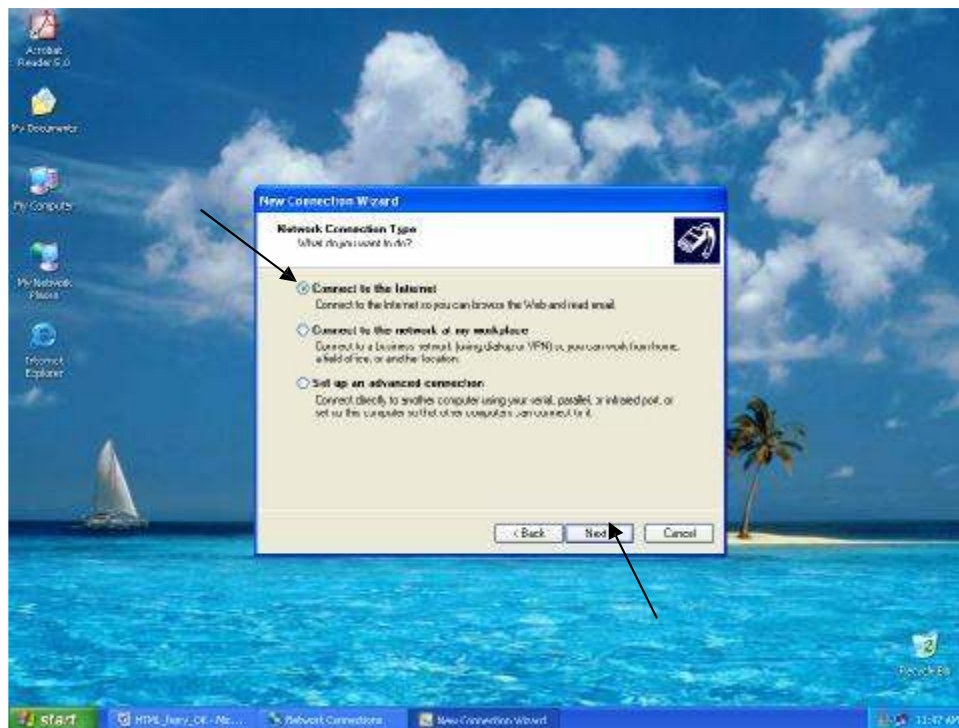 Acrobat
Reader 5.0
My Documents
My Computer
My Network
Places
Internet
Explorer
New Connection Wizard
Network Connection Type
What do you want to do?
Connect to the Internet
Connect to the Internet so you can browse the Web and read email.
Connect to the network at my workplace
Connect to a business network (using dialup or VPN) so you can work from home,
a field office, or another location.
Set up an advanced connection
Connect directly to another computer using your serial, parallel, or infrared port, or
set up this computer so that other computers can connect to it.
< Back
Next
Cancel
Recycle Bin
start
Network Connections
New Connection Wizard